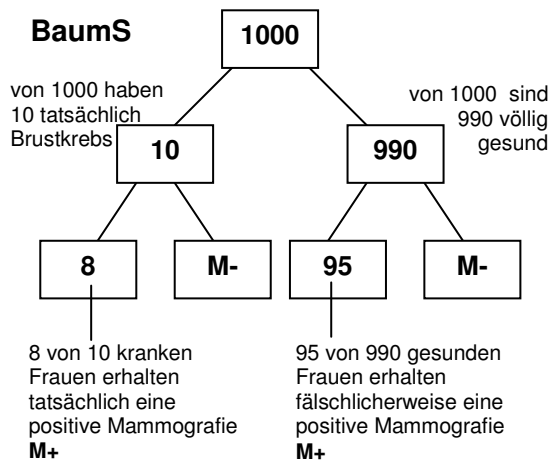 BaumS
1000
von 1000 haben
10 tatsächlich
Brustkrebs
von 1000 sind
990 völlig
gesund
10
990
8
M-
95
M-
8 von 10 kranken
Frauen erhalten
tatsächlich eine
positive Mammografie
M+
95 von 990 gesunden
Frauen erhalten
fälschlicherweise eine
positive Mammografie
M+